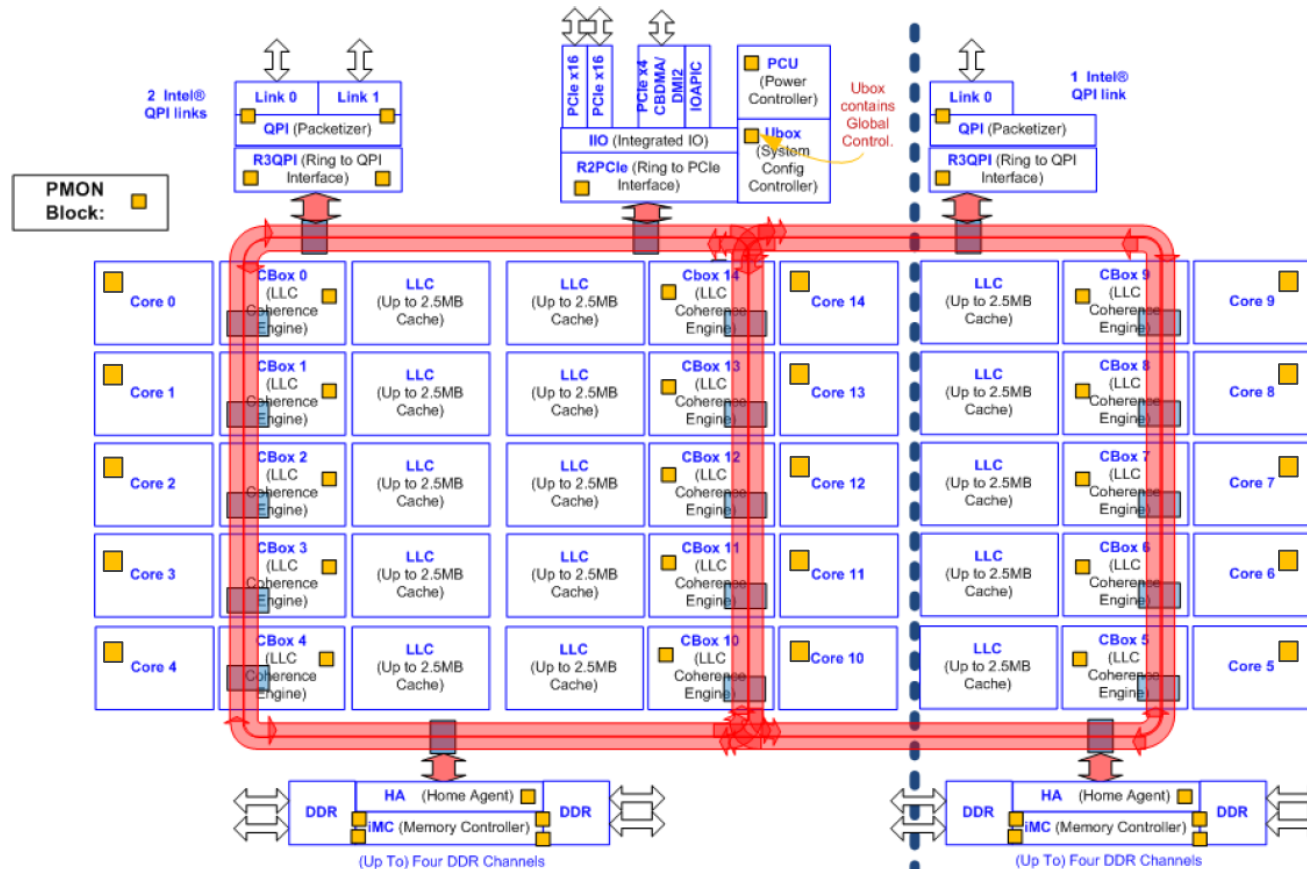 2 Intel®
QPI links
Link 0
Link 1
QPI (Packetizer)
R3QPI (Ring to QPI
Interface)
PCIe x16
PCIe x16
PCIe x4
CBDMA/
DMI2
IOAPIC
IIO (Integrated IO)
R2PCIe (Ring to PCIe
Interface)
PCU
(Power
Controller)
Ubox
(System
Config
Controller)
Ubox
contains
Global
Control.
Link 0
1 Intel®
QPI link
QPI (Packetizer)
R3QPI (Ring to QPI
Interface)
PMON
Block:
Core 0
CBox 0
(LLC
Coherence
Engine)
LLC
(Up to 2.5MB
Cache)
LLC
(Up to 2.5MB
Cache)
Cbox 14
(LLC
Coherence
Engine)
Core 14
LLC
(Up to 2.5MB
Cache)
CBox 9
(LLC
Coherence
Engine)
Core 9
Core 1
CBox 1
(LLC
Coherence
Engine)
LLC
(Up to 2.5MB
Cache)
LLC
(Up to 2.5MB
Cache)
CBox 13
(LLC
Coherence
Engine)
Core 13
LLC
(Up to 2.5MB
Cache)
CBox 8
(LLC
Coherence
Engine)
Core 8
Core 2
CBox 2
(LLC
Coherence
Engine)
LLC
(Up to 2.5MB
Cache)
LLC
(Up to 2.5MB
Cache)
CBox 12
(LLC
Coherence
Engine)
Core 12
LLC
(Up to 2.5MB
Cache)
CBox 7
(LLC
Coherence
Engine)
Core 7
Core 3
CBox 3
(LLC
Coherence
Engine)
LLC
(Up to 2.5MB
Cache)
LLC
(Up to 2.5MB
Cache)
CBox 11
(LLC
Coherence
Engine)
Core 11
LLC
(Up to 2.5MB
Cache)
CBox 6
(LLC
Coherence
Engine)
Core 6
Core 4
CBox 4
(LLC
Coherence
Engine)
LLC
(Up to 2.5MB
Cache)
LLC
(Up to 2.5MB
Cache)
CBox 10
(LLC
Coherence
Engine)
Core 10
LLC
(Up to 2.5MB
Cache)
CBox 5
(LLC
Coherence
Engine)
Core 5
DDR
HA (Home Agent)
iMC (Memory Controller)
DDR
(Up To) Four DDR Channels
DDR
HA (Home Agent)
iMC (Memory Controller)
DDR
(Up To) Four DDR Channels